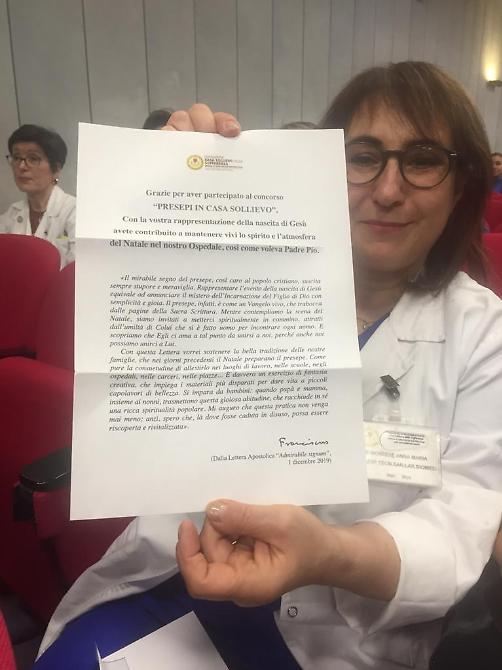 CASA SOLLIEVO DELLA SOFFERENZA
Grazie per aver partecipato al concorso
"PRESEPI IN CASA SOLLIEVO".
Con la vostra rappresentazione della nascita di Gesù
avete contribuito a mantenere vivi lo spirito e l'atmosfera
del Natale nel nostro Ospedale, così come voleva Padre Pio.
«Il mirabile segno del presepe, così caro al popolo cristiano, suscita
sempre stupore e meraviglia. Rappresentare l'evento della nascita di Gesù
equivale ad annunciare il mistero dell'Incarnazione del Figlio di Dio con
semplicità e gioia. Il presepe, infatti, è come un Vangelo vivo, che trabocca
dalle pagine della Sacra Scrittura. Mentre contempliamo la scena del
Natale, siamo invitati a metterci spiritualmente in cammino, attratti
dall'umiltà di Colui che si è fatto uomo per incontrare ogni uomo. E
scopriamo che Egli ci ama a tal punto da unirsi a noi, perché anche noi
possiamo unirci a Lui.
Con questa Lettera vorrei sostenere la bella tradizione delle nostre
famiglie, che nei giorni precedenti il Natale preparano il presepe. Come
pure la consuetudine di allestirlo nei luoghi di lavoro, nelle scuole, negli
ospedali, nelle carceri, nelle piazze... È davvero un esercizio di fantasia
creativa, che impiega i materiali più disparati per dare vita a piccoli
capolavori di bellezza. Si impara da bambini: quando papà e mamma,
insieme ai nonni, trasmettono questa gioiosa abitudine, che racchiude in sé
una ricca spiritualità popolare. Mi auguro che questa pratica non venga
mai meno; anzi, spero che, là dove fosse caduta in disuso, possa essere
riscoperta e rivitalizzata».
Franciscus
(Dalla Lettera Apostolica "Admirabile signum",
1 dicembre 2019)
ANNA MARIA